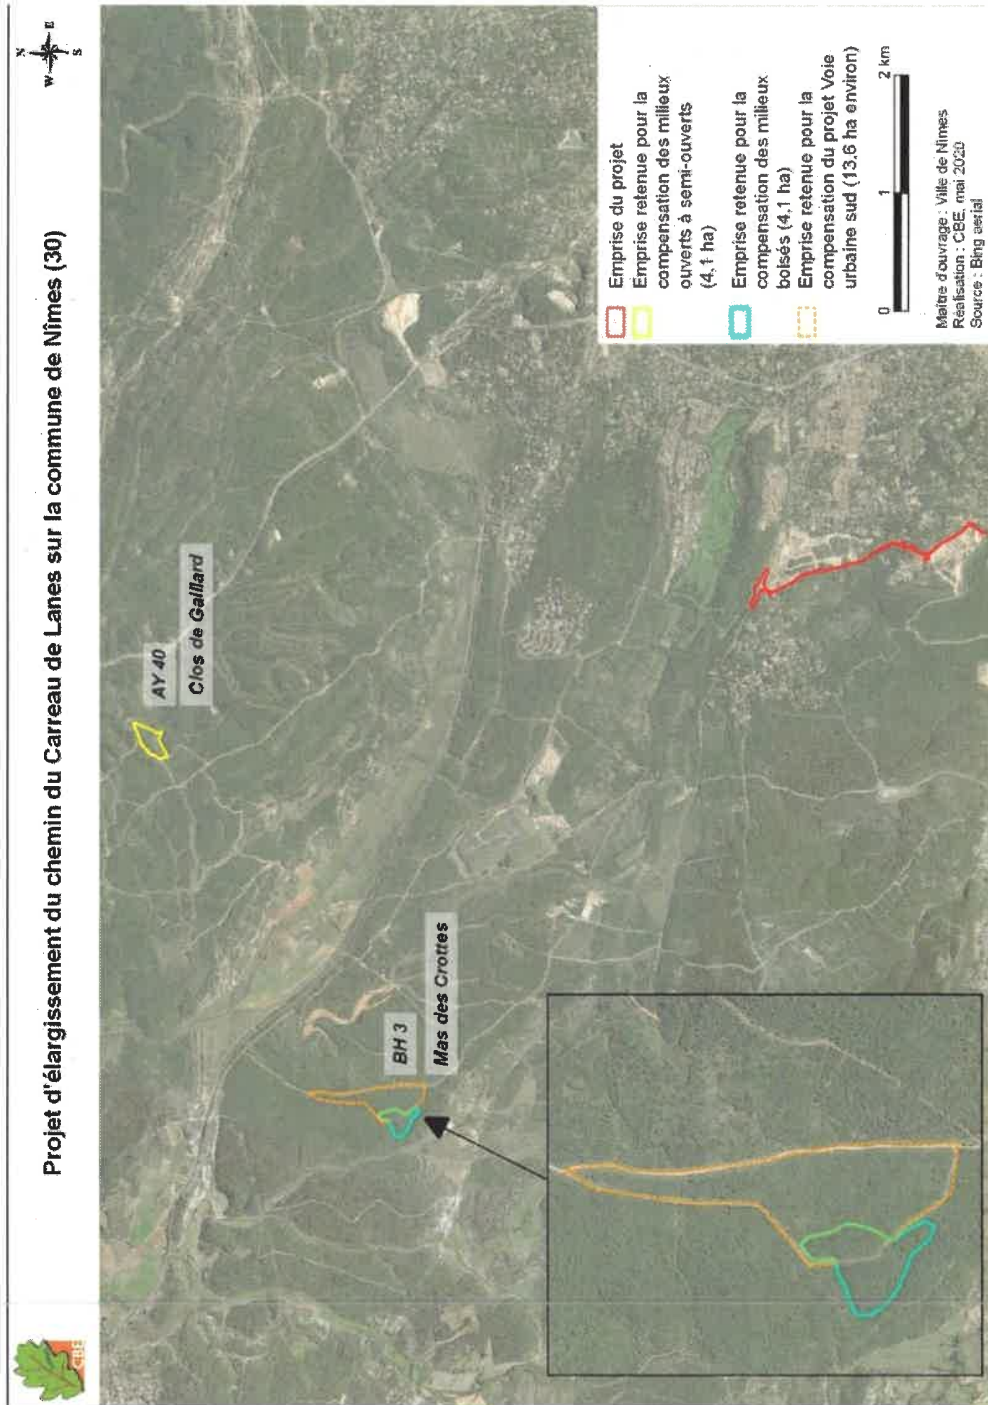 Projet d'élargissement du chemin du Carreau de Lanes sur la commune de Nîmes (30)
CBE
N
W E
S
AY 40
Clos de Gaillard
BH 3
Mas des Crottes
Emprise du projet
Emprise retenue pour la
compensation des milieux
ouverts à semi-ouverts
(4,1 ha)
Emprise retenue pour la
compensation des milieux
boisés (4,1 ha)
Emprise retenue pour la
compensation du projet Voie
urbaine sud (13,6 ha environ)
0 1 2 km
Maître d'ouvrage : Ville de Nîmes
Réalisation : CBE, mai 2020
Source : Bing aerial